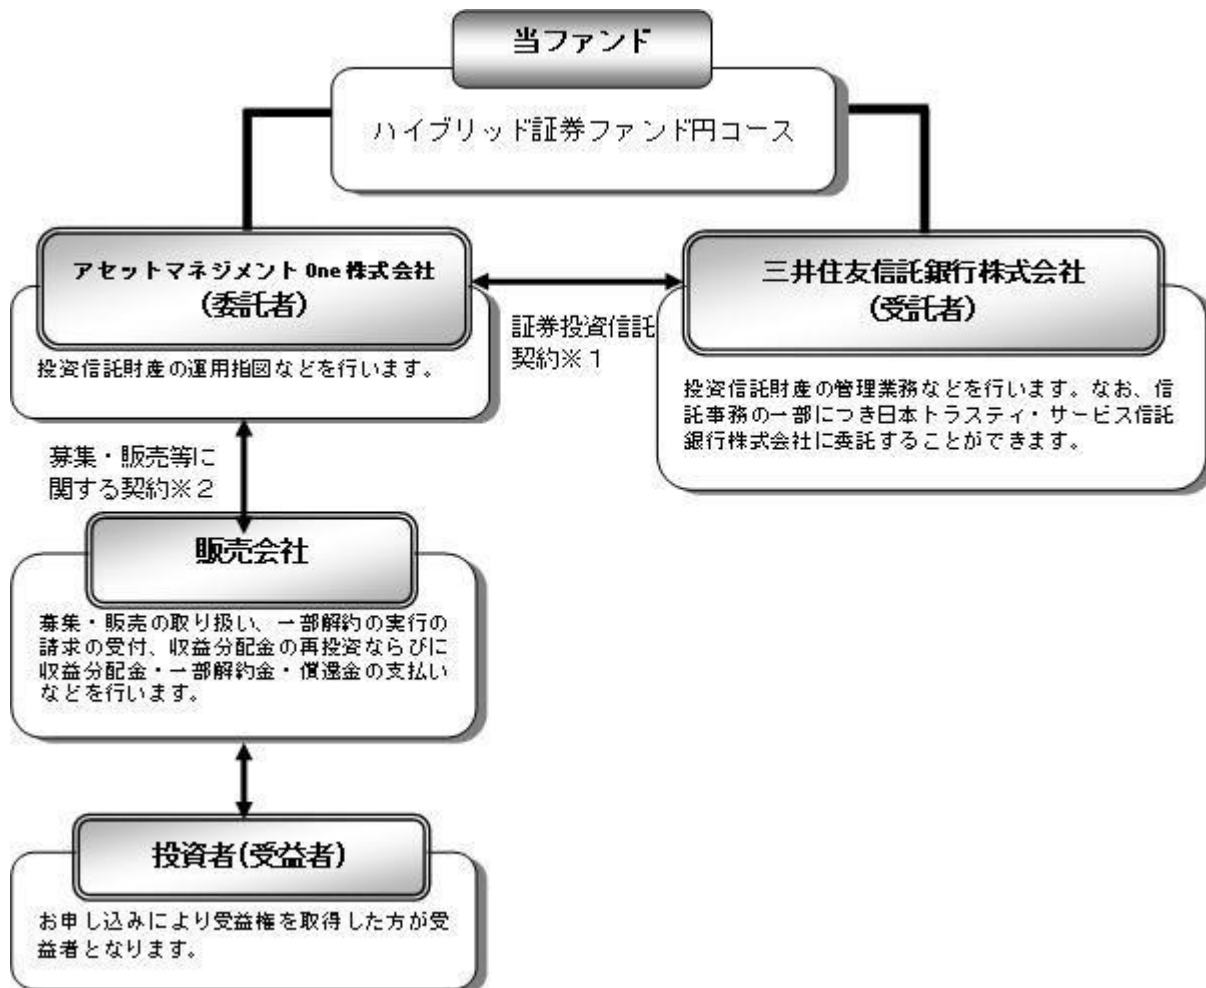 当ファンド
ハイブリッド証券ファンド円コース
アセットマネジメント One 株式会社
(委託者)
投資信託財産の運用指図などを行います。
証券投資信託
契約※1
三井住友信託銀行株式会社
(受託者)
投資信託財産の管理業務などを行います。なお、信
託事務の一部につき日本トラスティ・サービス信託
銀行株式会社に委託することができます。
募集・販売等に
関する契約※2
販売会社
募集・販売の取り扱い、一部解約の実行の
請求の受付、収益分配金の再投資ならびに
収益分配金・一部解約金・償還金の支払い
などを行います。
投資者(受益者)
お申し込みにより受益権を取得した方が受
益者となります。